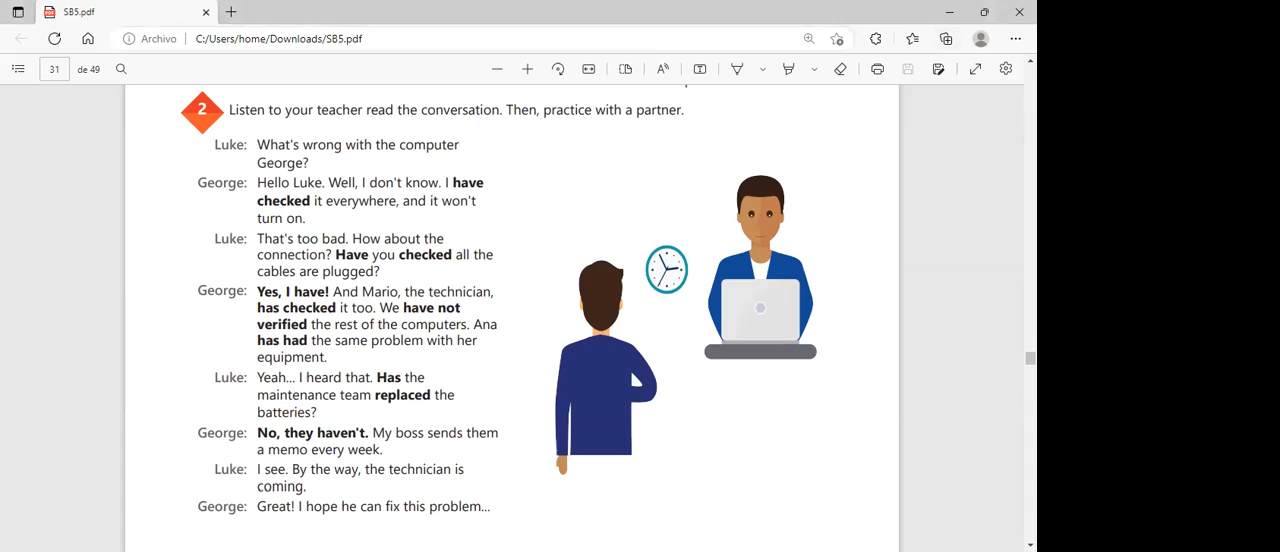 SB5.pdf
Archivo
C:/Users/home/Downloads/SB5.pdf
31 de 49
2 Listen to your teacher read the conversation. Then, practice with a partner.
Luke: What's wrong with the computer
George?
George: Hello Luke. Well, I don't know. I have
checked it everywhere, and it won't
turn on.
Luke: That's too bad. How about the
connection? Have you checked all the
cables are plugged?
George: Yes, I have! And Mario, the technician,
has checked it too. We have not
verified the rest of the computers. Ana
has had the same problem with her
equipment.
Luke: Yeah... I heard that. Has the
maintenance team replaced the
batteries?
George: No, they haven't. My boss sends them
a memo every week.
Luke: I see. By the way, the technician is
coming.
George: Great! I hope he can fix this problem...